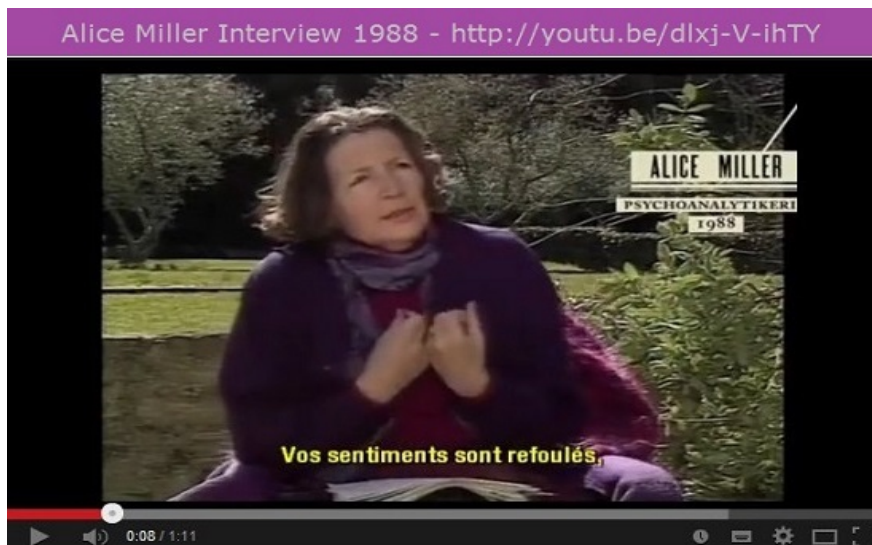 Alice Miller Interview 1988 - http://youtu.be/dlxj-V-ihTY
ALICE MILLER
PSYCHOANALYTIKERI
1988
Vos sentiments sont refoulés,
0:08 / 1:11